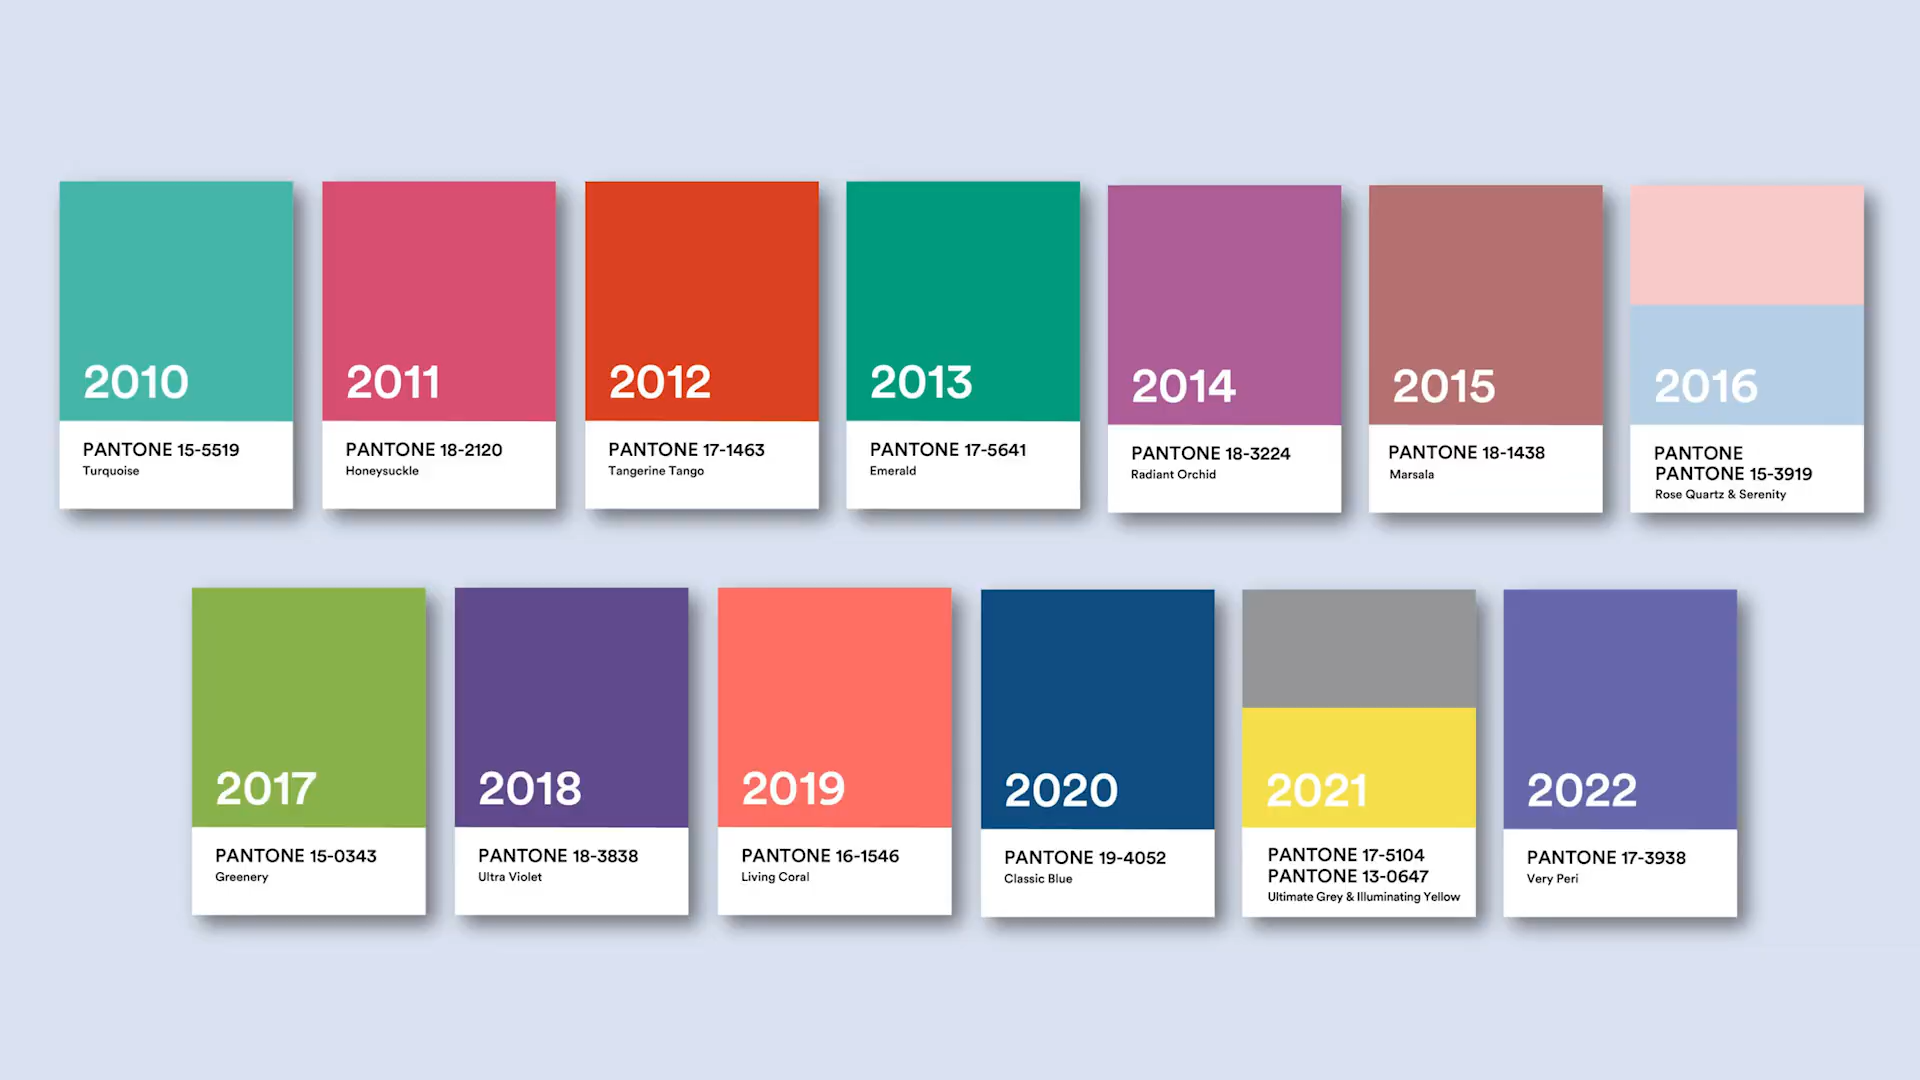 2010
PANTONE 15-5519
Turquoise
2011
PANTONE 18-2120
Honeysuckle
2012
PANTONE 17-1463
Tangerine Tango
2013
PANTONE 17-5641
Emerald
2014
PANTONE 18-3224
Radiant Orchid
2015
PANTONE 18-1438
Marsala
2016
PANTONE
PANTONE 15-3919
Rose Quartz & Serenity
2017
PANTONE 15-0343
Greenery
2018
PANTONE 18-3838
Ultra Violet
2019
PANTONE 16-1546
Living Coral
2020
PANTONE 19-4052
Classic Blue
2021
PANTONE 17-5104
PANTONE 13-0647
Ultimate Grey & Illuminating Yellow
2022
PANTONE 17-3938
Very Peri